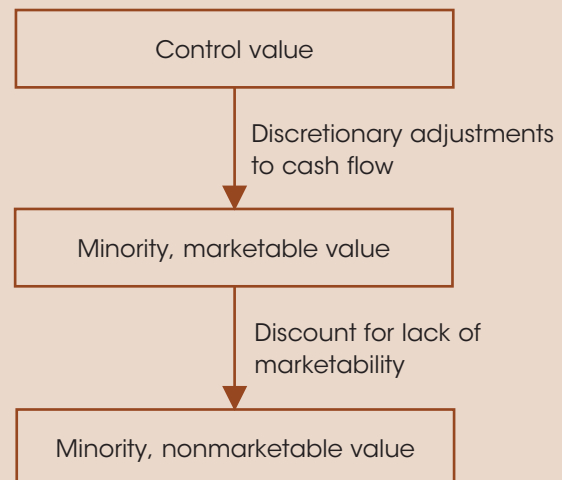 Control value
Discretionary adjustments
to cash flow
Minority, marketable value
Discount for lack of
marketability
Minority, nonmarketable value